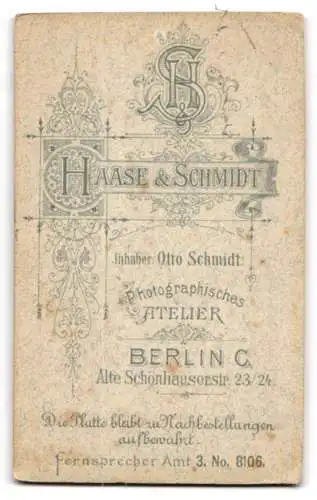 SH
HAASE & SCHMIDT
Inhaber: Otto Schmidt
Photographisches
ATELIER
BERLIN C.
Alte Schönhauserstr. 23/24.
Die Platte bleibt zu Nachbestellungen
aufbewahrt.
Fernsprecher Amt 3. No. 8106.